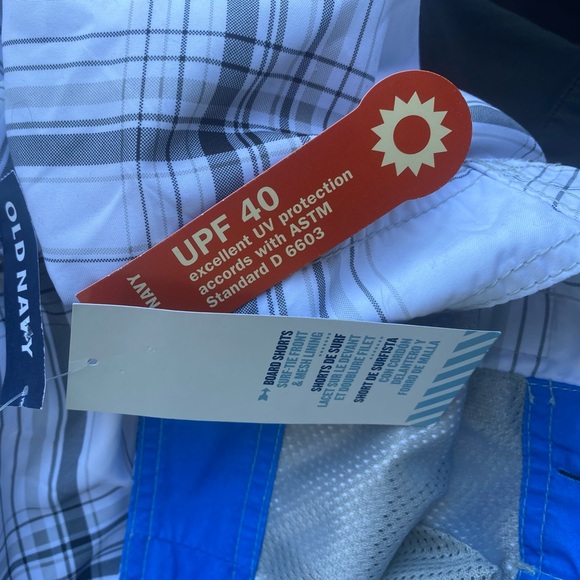 UPF 40
excellent UV protection
accords with ASTM
Standard D 6603
NAVY
OLD NAVY
BOARD SHORTS
SURF-TIE FRONT
& MESH LINING
SHORTS DE SURF
LACET SUR LE DEVANT
ET DOUBLURE FILET
SHORT DE SURFISTA
CON CORDÓN
DELANTERO Y
FORRO DE MALLA